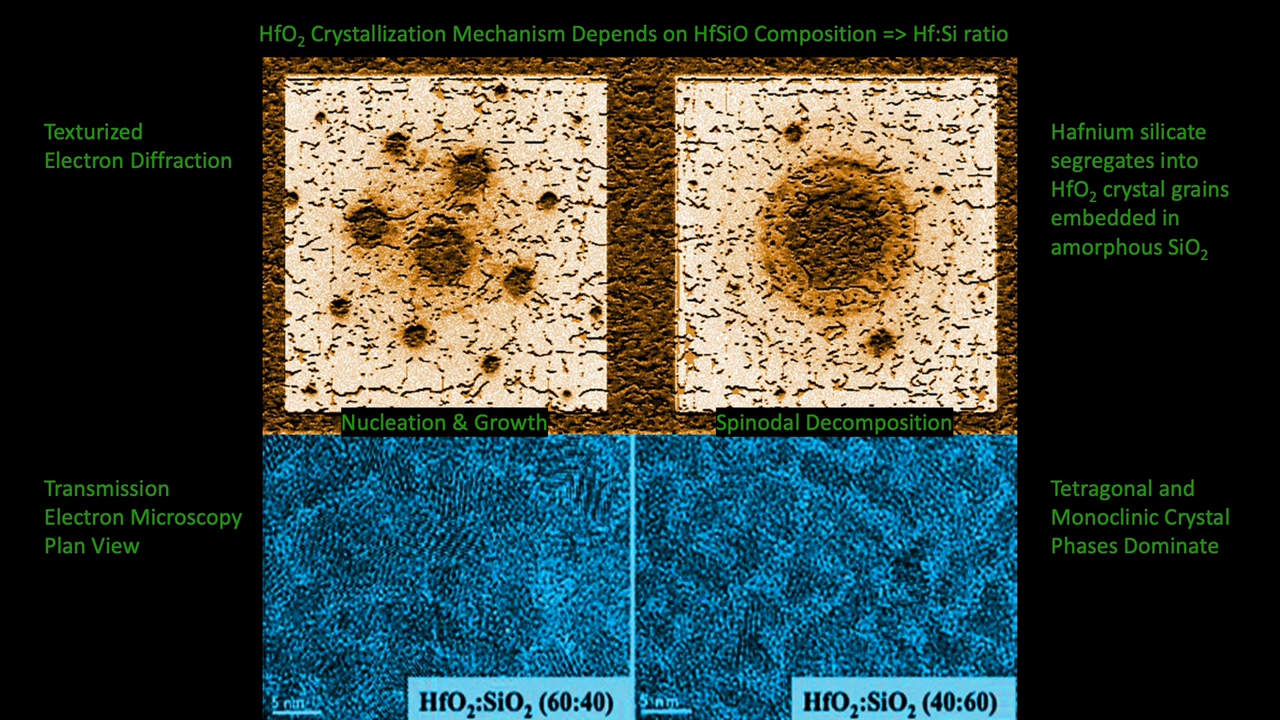 HfO₂ Crystallization Mechanism Depends on HfSiO Composition => Hf:Si ratio
Texturized
Electron Diffraction
Hafnium silicate
segregates into
HfO₂ crystal grains
embedded in
amorphous SiO₂
Nucleation & Growth
Spinodal Decomposition
Transmission
Electron Microscopy
Plan View
Tetragonal and
Monoclinic Crystal
Phases Dominate
5 nm
HfO₂:SiO₂ (60:40)
5 nm
HfO₂:SiO₂ (40:60)